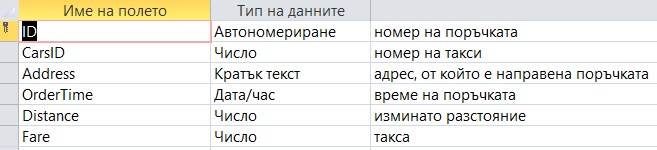 Име на полето Тип на данните
ID Автономериране номер на поръчката
CarsID Число номер на такси
Address Кратък текст адрес, от който е направена поръчката
OrderTime Дата/час време на поръчката
Distance Число изминато разстояние
Fare Число такса